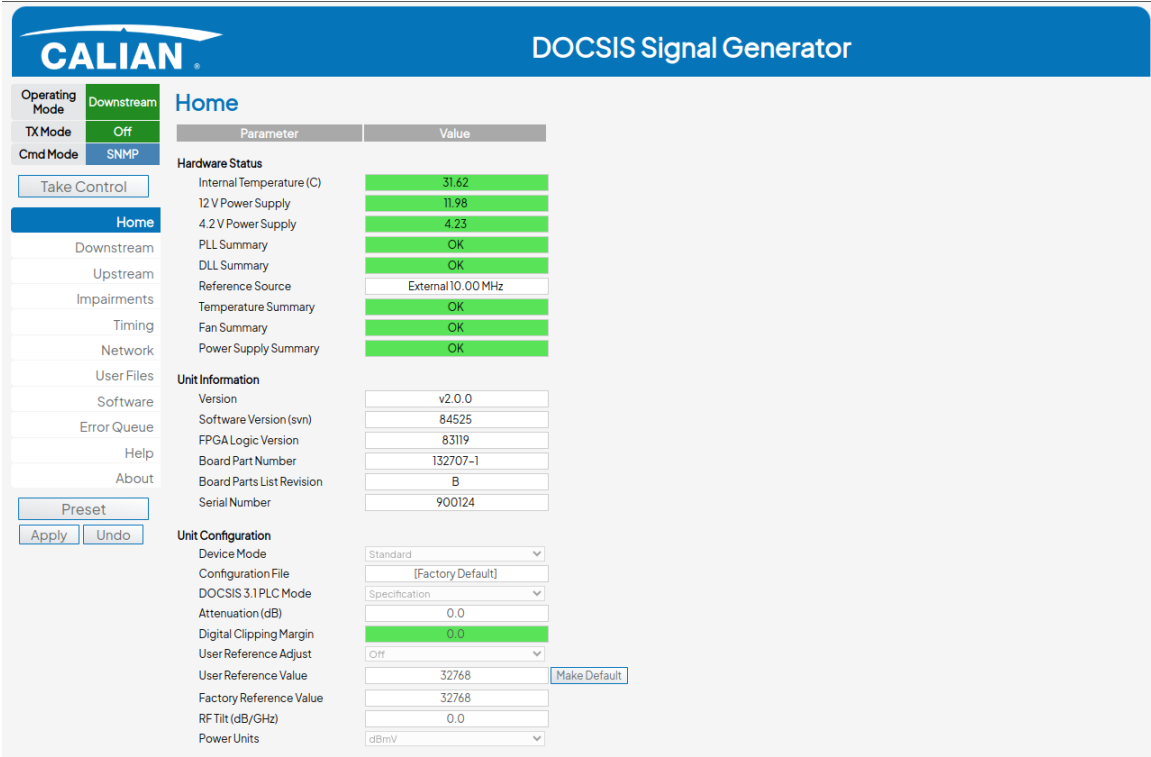 CALIAN
DOCSIS Signal Generator
Operating Mode Downstream
TX Mode Off
Cmd Mode SNMP
Take Control
Home
Downstream
Upstream
Impairments
Timing
Network
User Files
Software
Error Queue
Help
About
Preset
Apply Undo
Home
Parameter Value
Hardware Status
Internal Temperature (C) 31.62
12 V Power Supply 11.98
4.2 V Power Supply 4.23
PLL Summary OK
DLL Summary OK
Reference Source External 10.00 MHz
Temperature Summary OK
Fan Summary OK
Power Supply Summary OK
Unit Information
Version v2.0.0
Software Version (svn) 84525
FPGA Logic Version 83119
Board Part Number 132707-1
Board Parts List Revision B
Serial Number 900124
Unit Configuration
Device Mode Standard
Configuration File [Factory Default]
DOCSIS 3.1 PLC Mode Specification
Attenuation (dB) 0.0
Digital Clipping Margin 0.0
User Reference Adjust Off
User Reference Value 32768 Make Default
Factory Reference Value 32768
RF Tilt (dB/GHz) 0.0
Power Units dBmV